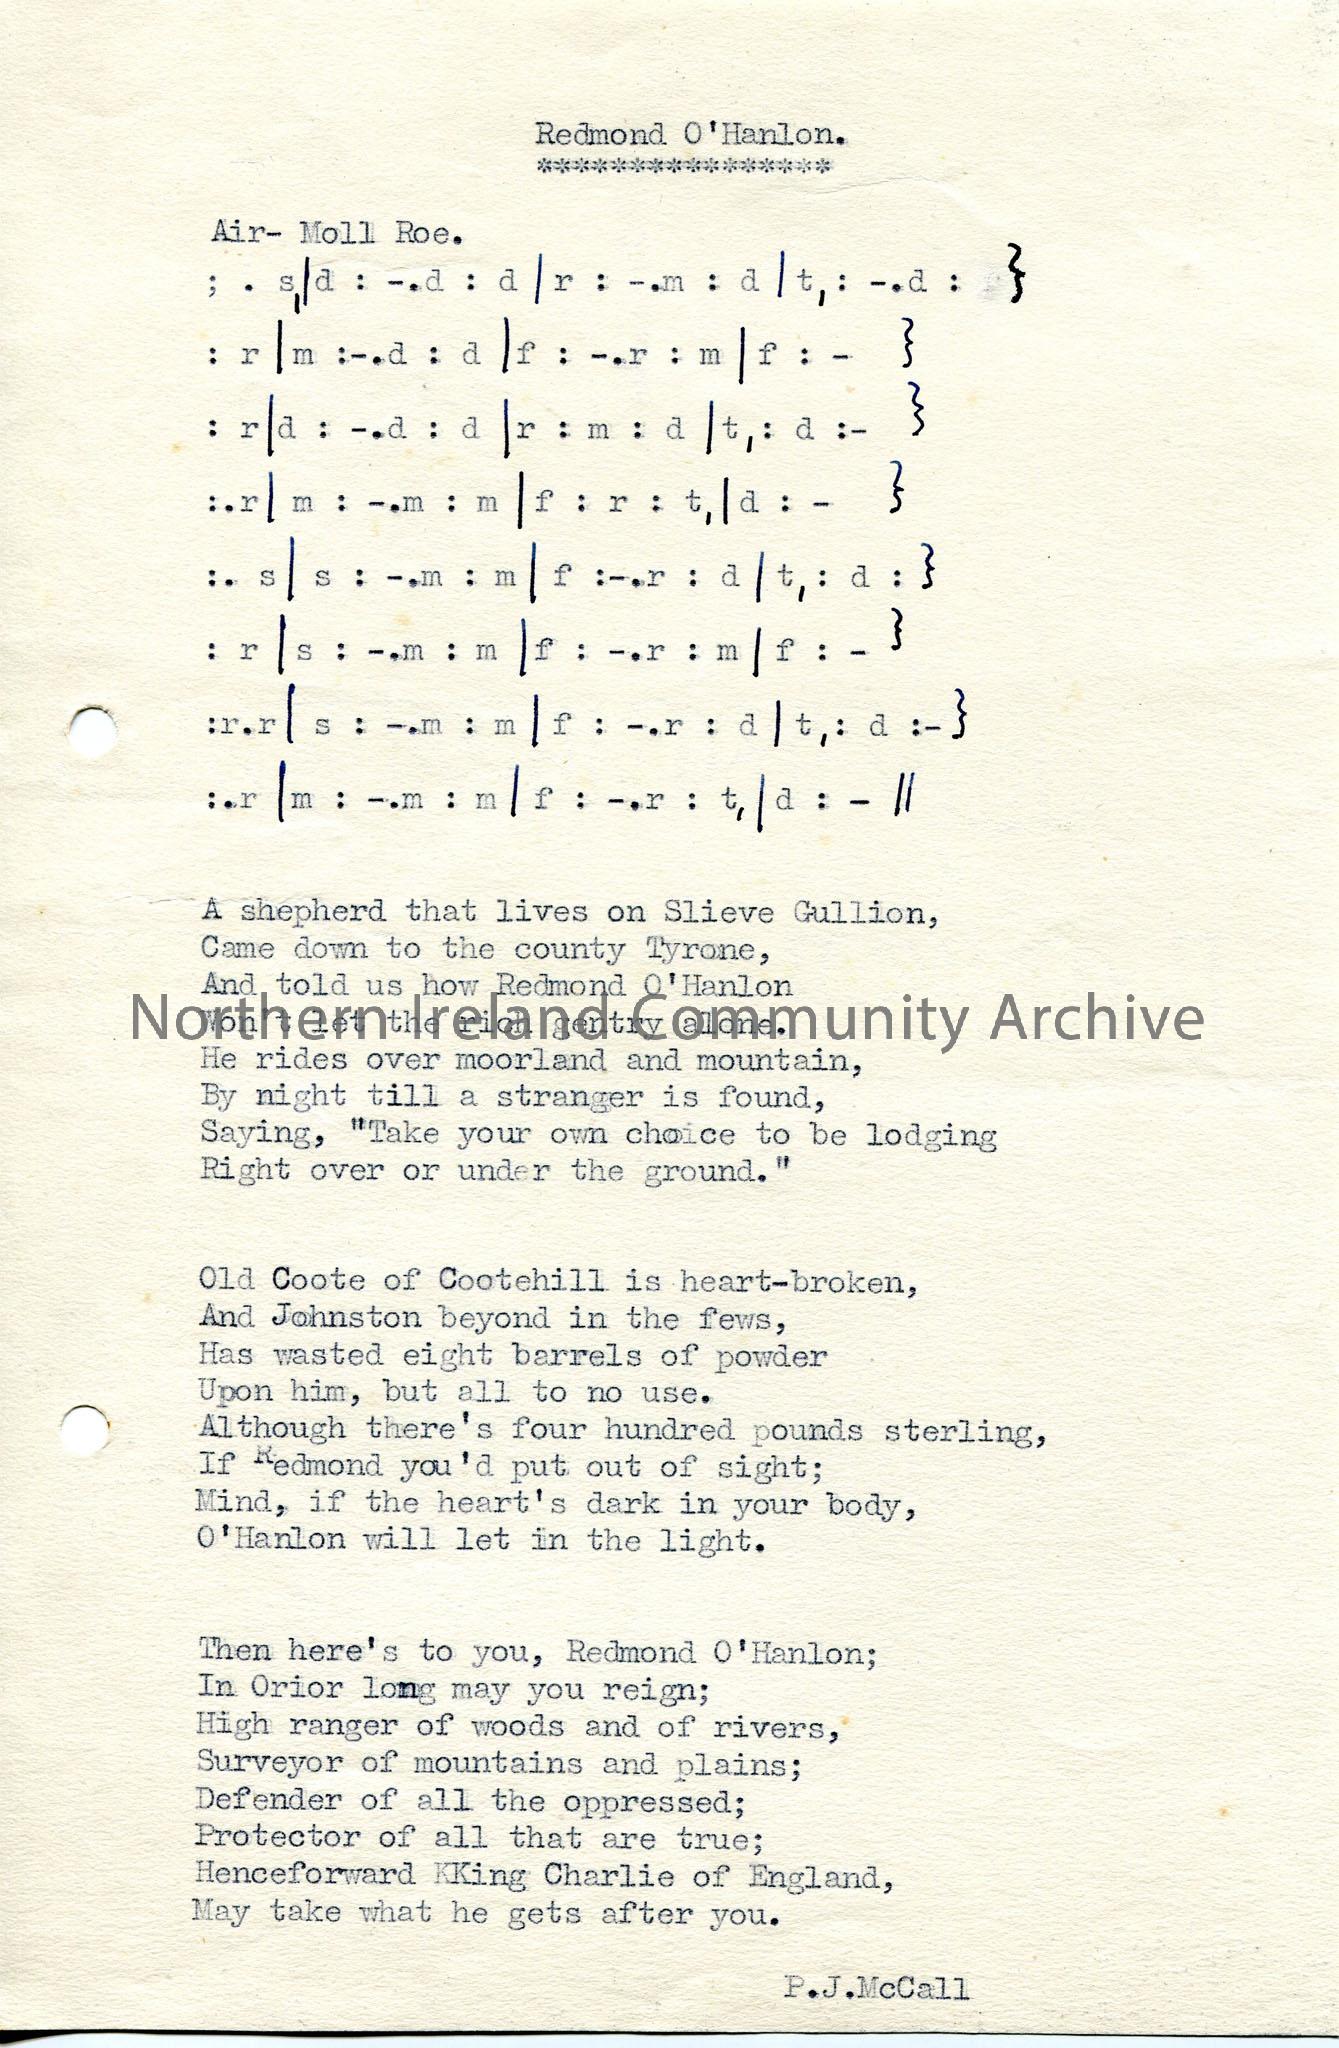 Redmond O'Hanlon.
****************
Air- Moll Roe.
; . s,|d : -.d : d|r : -.m : d|t,: -.d : }
: r|m :-.d : d|f : -.r : m|f : - }
: r|d : -.d : d|r : m : d|t,: d :- }
:.r|m : -.m : m|f : r : t,|d : - }
:. s|s : -.m : m|f :-.r : d|t,: d :}
: r|s : -.m : m|f : -.r : m|f : - }
:r.r|s : -.m : m|f : -.r : d|t,: d :-}
:.r|m : -.m : m|f : -.r : t,|d : - //
A shepherd that lives on Slieve Gullion,
Came down to the county Tyrone,
And told us how Redmond O'Hanlon
Won't let the rich gentry alone.
Northern Ireland Community Archive
He rides over moorland and mountain,
By night till a stranger is found,
Saying, "Take your own choice to be lodging
Right over or under the ground."
Old Coote of Cootehill is heart-broken,
And Johnston beyond in the fews,
Has wasted eight barrels of powder
Upon him, but all to no use.
Although there's four hundred pounds sterling,
If Redmond you'd put out of sight;
Mind, if the heart's dark in your body,
O'Hanlon will let in the light.
Then here's to you, Redmond O'Hanlon;
In Orior long may you reign;
High ranger of woods and of rivers,
Surveyor of mountains and plains;
Defender of all the oppressed;
Protector of all that are true;
Henceforward KKing Charlie of England,
May take what he gets after you.
P.J.McCall